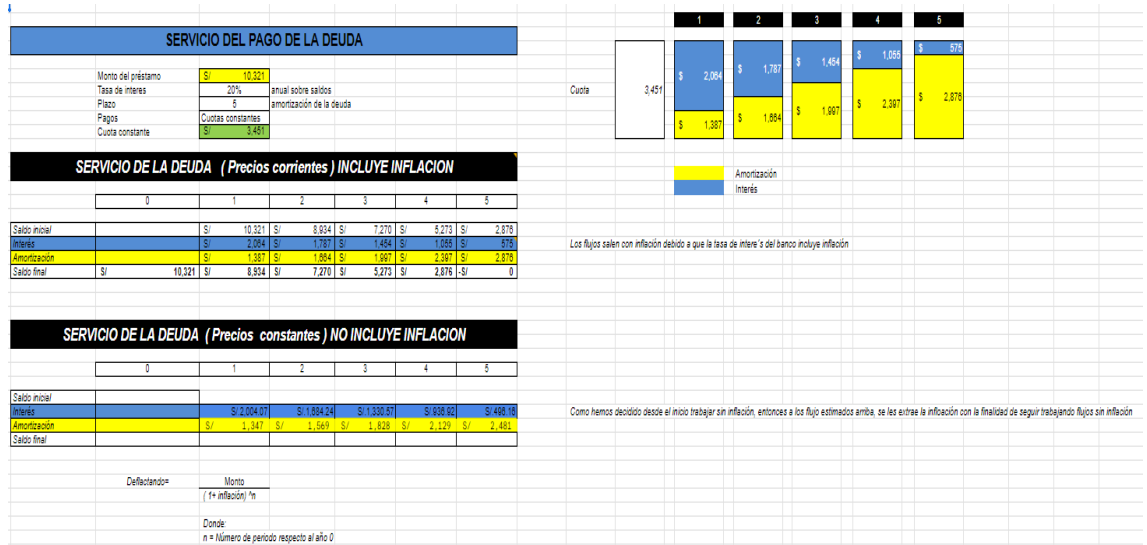 SERVICIO DEL PAGO DE LA DEUDA
Monto del préstamo S/ 10,321
Tasa de interes 20% anual sobre saldos
Plazo 5 amortización de la deuda
Pagos Cuotas constantes
Cuota constante S/ 3,451
1 2 3 4 5
$ 2,064 $ 1,787 $ 1,454 $ 1,055 $ 575
Cuota 3,451
$ 1,387 $ 1,664 $ 1,997 $ 2,397 $ 2,876
Amortización
Interés
SERVICIO DE LA DEUDA ( Precios corrientes ) INCLUYE INFLACION
0 1 2 3 4 5
Saldo inicial S/ 10,321 S/ 8,934 S/ 7,270 S/ 5,273 S/ 2,876
Interés S/ 2,064 S/ 1,787 S/ 1,454 S/ 1,055 S/ 575
Amortización S/ 1,387 S/ 1,664 S/ 1,997 S/ 2,397 S/ 2,876
Saldo final S/ 10,321 S/ 8,934 S/ 7,270 S/ 5,273 S/ 2,876 -S/ 0
Los flujos salen con inflación debido a que la tasa de intere´s del banco incluye inflación
SERVICIO DE LA DEUDA ( Precios constantes ) NO INCLUYE INFLACION
0 1 2 3 4 5
Saldo inicial
Interés S/.2,004.07 S/.1,684.24 S/.1,330.57 S/.936.92 S/.496.16
Amortización S/ 1,347 S/ 1,569 S/ 1,828 S/ 2,129 S/ 2,481
Saldo final
Como hemos decidido desde el inicio trabajar sin inflación, entonces a los flujo estimados arriba, se les extrae la infloación con la finalidad de seguir trabajando flujos sin inflación
Deflactando= Monto
( 1+ inflación) ^n
Donde:
n = Número de periodo respecto al año 0